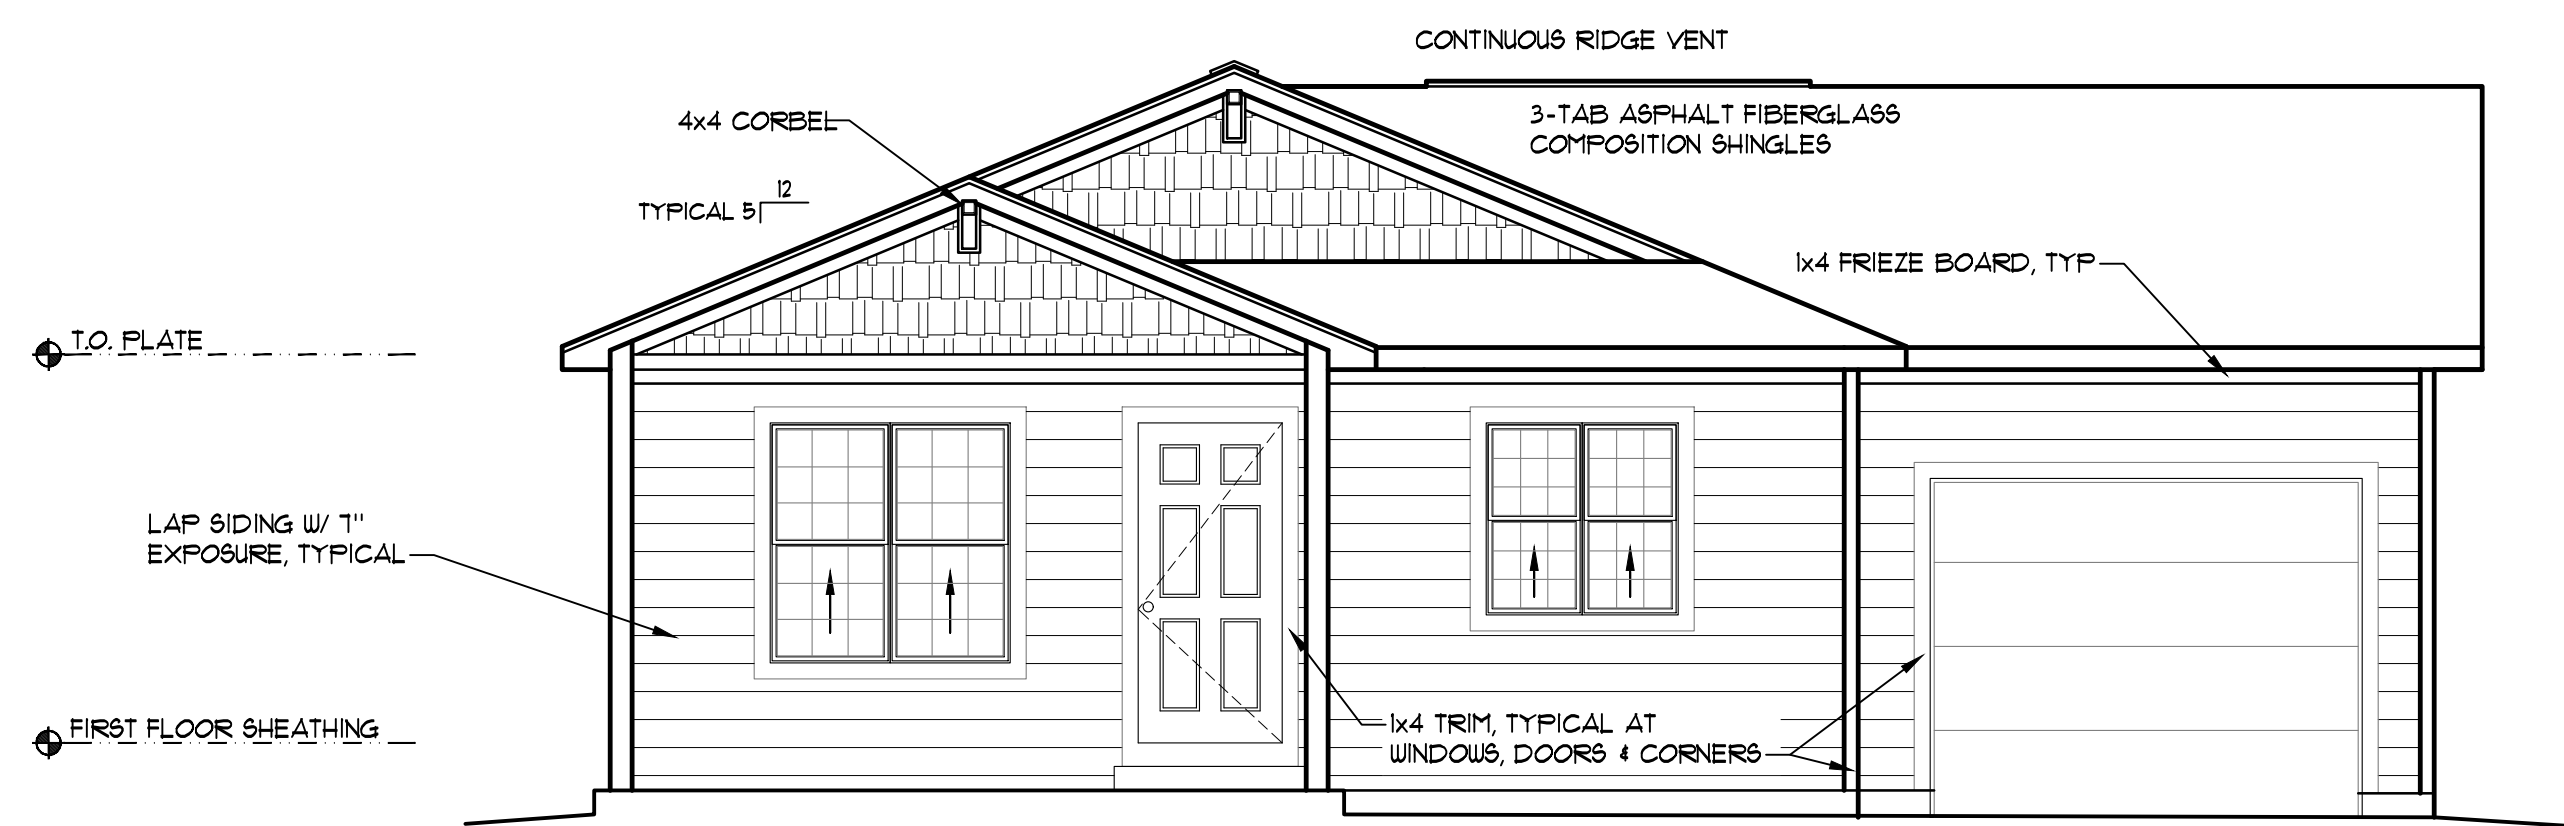 CONTINUOUS RIDGE VENT
4x4 CORBEL
3-TAB ASPHALT FIBERGLASS
COMPOSITION SHINGLES
12
TYPICAL 5
1x4 FRIEZE BOARD, TYP
T.O. PLATE
LAP SIDING W/ 7"
EXPOSURE, TYPICAL
FIRST FLOOR SHEATHING
1x4 TRIM, TYPICAL AT
WINDOWS, DOORS & CORNERS